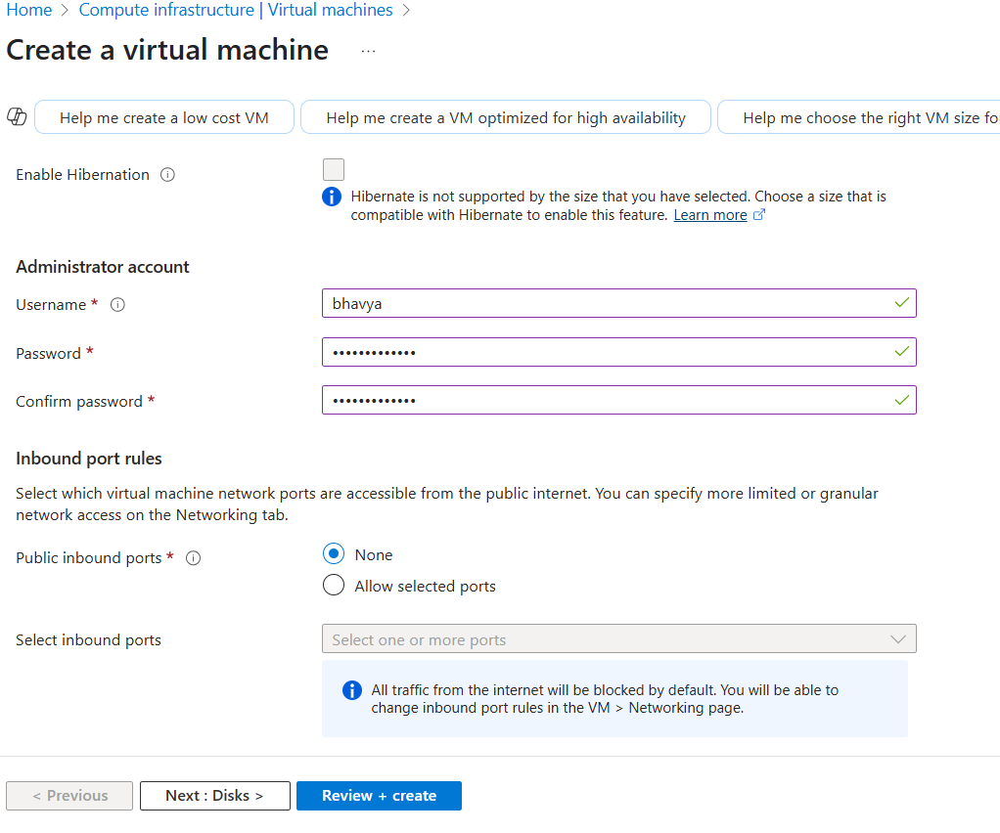 Home > Compute infrastructure | Virtual machines >
Create a virtual machine ...
Help me create a low cost VM
Help me create a VM optimized for high availability
Help me choose the right VM size fo
Enable Hibernation
Hibernate is not supported by the size that you have selected. Choose a size that is
compatible with Hibernate to enable this feature. Learn more
Administrator account
Username *
bhavya
Password *
•••••••••••••
Confirm password *
•••••••••••••
Inbound port rules
Select which virtual machine network ports are accessible from the public internet. You can specify more limited or granular
network access on the Networking tab.
Public inbound ports *
None
Allow selected ports
Select inbound ports
Select one or more ports
All traffic from the internet will be blocked by default. You will be able to
change inbound port rules in the VM > Networking page.
< Previous
Next : Disks >
Review + create